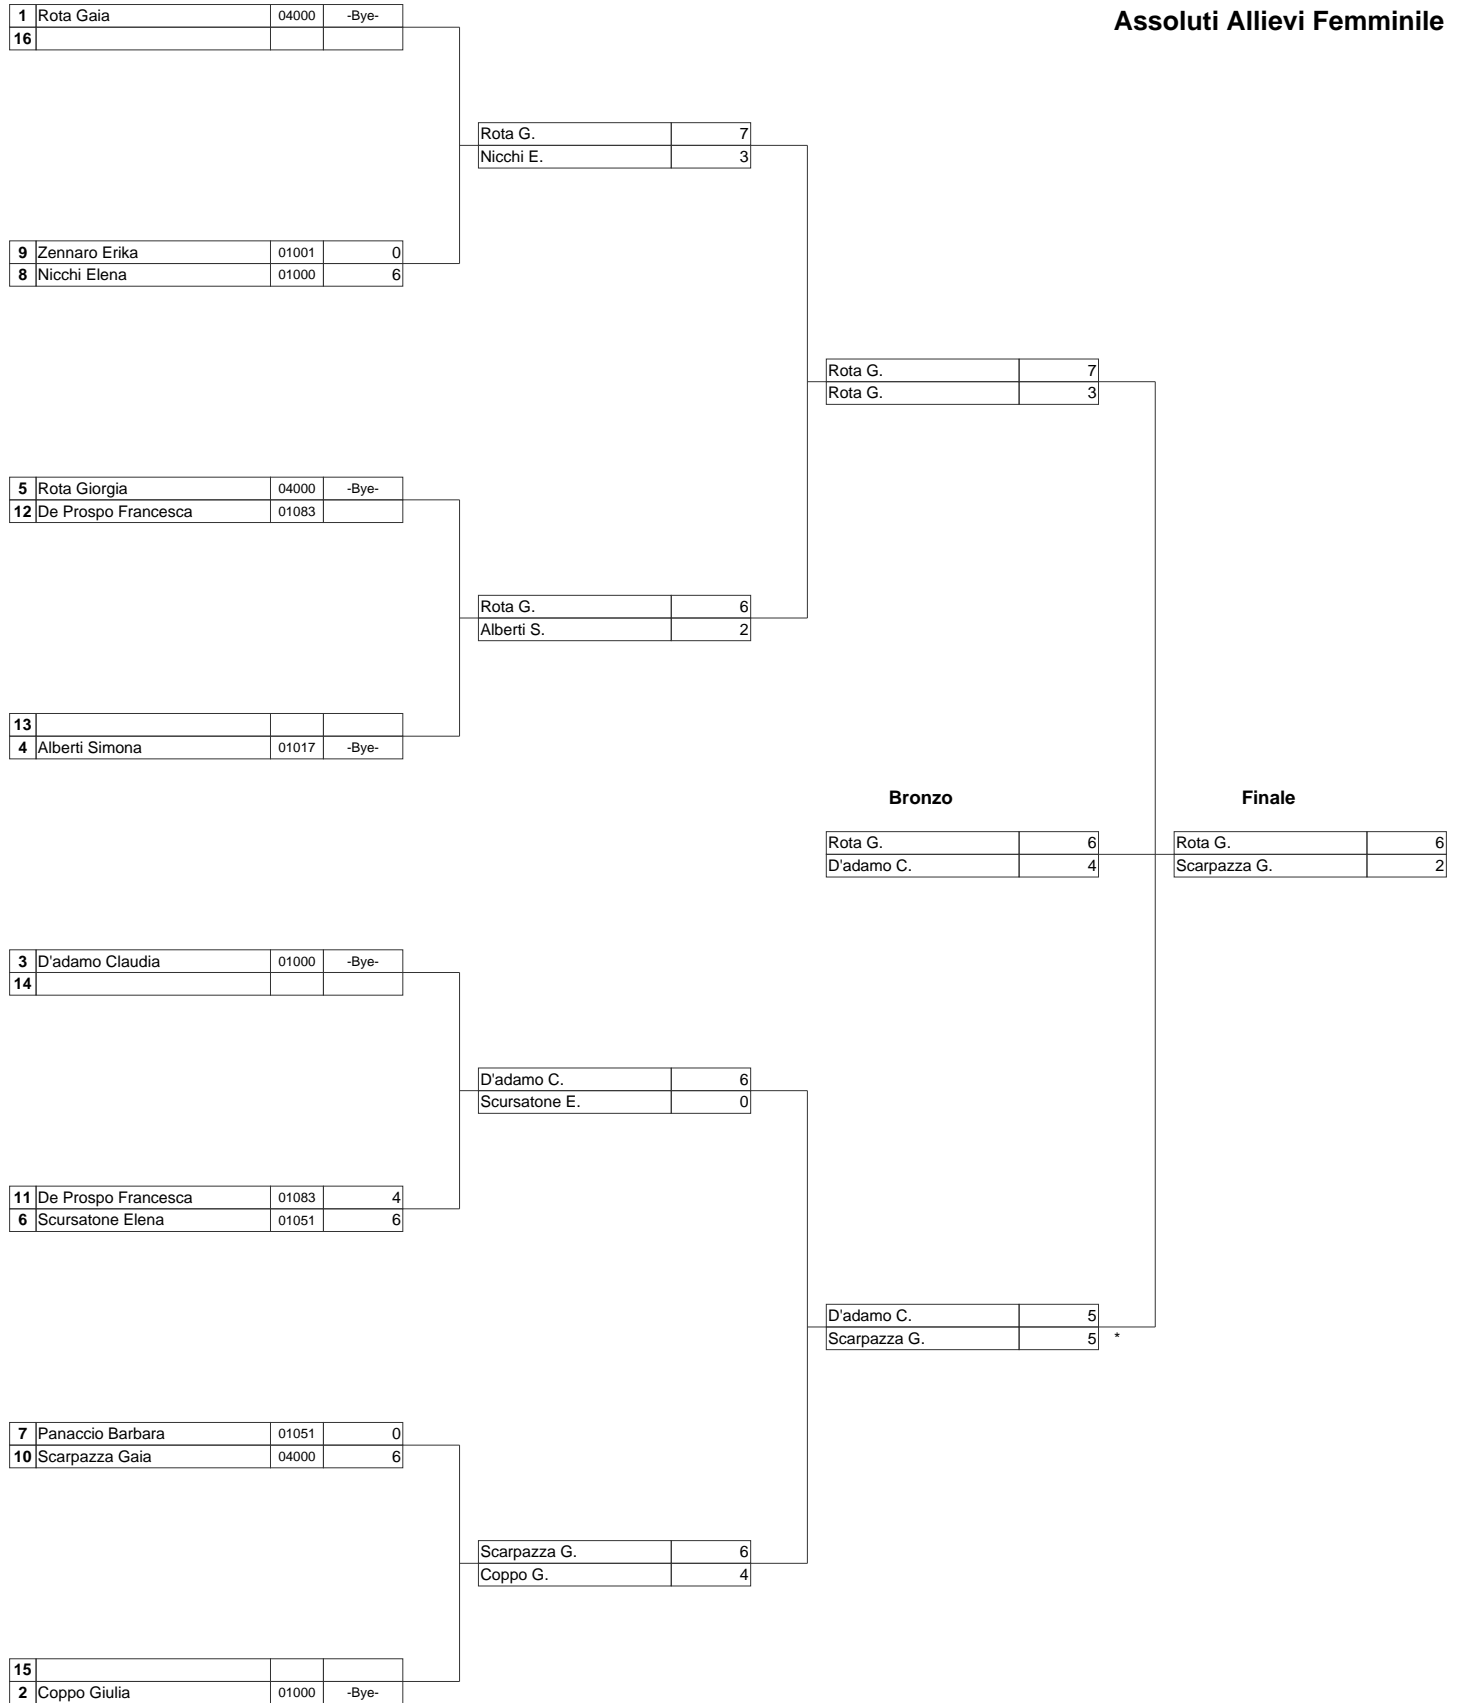 Assoluti Allievi Femminile
1 Rota Gaia 04000 -Bye-
16
Rota G. 7
Nicchi E. 3
9 Zennaro Erika 01001 0
8 Nicchi Elena 01000 6
Rota G. 7
Rota G. 3
5 Rota Giorgia 04000 -Bye-
12 De Prospo Francesca 01083
Rota G. 6
Alberti S. 2
13
4 Alberti Simona 01017 -Bye-
Bronzo Finale
Rota G. 6 Rota G. 6
D'adamo C. 4 Scarpazza G. 2
3 D'adamo Claudia 01000 -Bye-
14
D'adamo C. 6
Scursatone E. 0
11 De Prospo Francesca 01083 4
6 Scursatone Elena 01051 6
D'adamo C. 5
Scarpazza G. 5 *
7 Panaccio Barbara 01051 0
10 Scarpazza Gaia 04000 6
Scarpazza G. 6
Coppo G. 4
15
2 Coppo Giulia 01000 -Bye-